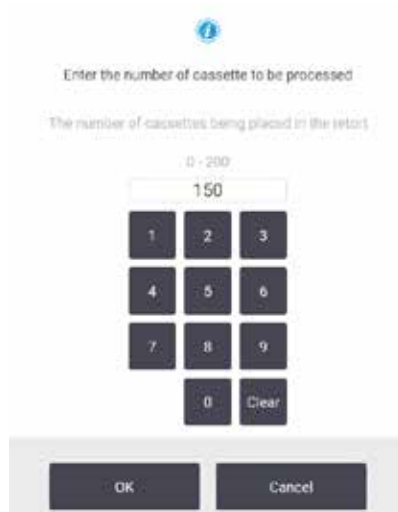 Enter the number of cassette to be processed
The number of cassettes being placed in the retort
0 - 200
150
1 2 3
4 5 6
7 8 9
0 Clear
OK Cancel